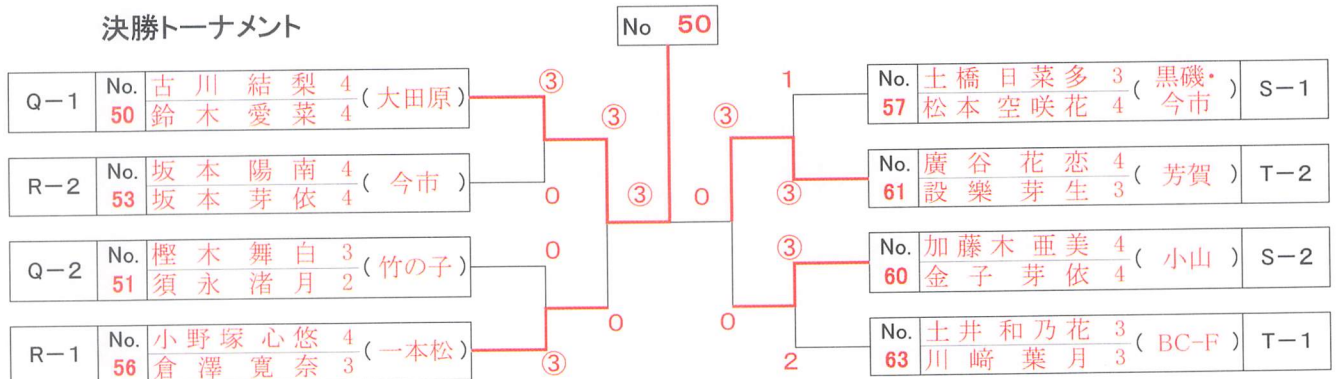 決勝トーナメント
No 50
Q-1 No. 50 古川 結梨 4 鈴木 愛菜 4 (大田原)
③
R-2 No. 53 坂本 陽南 4 坂本 芽依 4 (今市)
0
③
Q-2 No. 51 樫木 舞白 3 須永 渚月 2 (竹の子)
0
R-1 No. 56 小野塚 心悠 4 倉澤 寛奈 3 (一本松)
③
0
③ 0
1
No. 57 土橋 日菜多 3 松本 空咲花 4 (黒磯・今市) S-1
③
③
No. 61 廣谷 花恋 4 設樂 芽生 3 (芳賀) T-2
③
No. 60 加藤木 亜美 4 金子 芽依 4 (小山) S-2
0
2
No. 63 土井 和乃花 3 川﨑 葉月 3 (BC-F) T-1